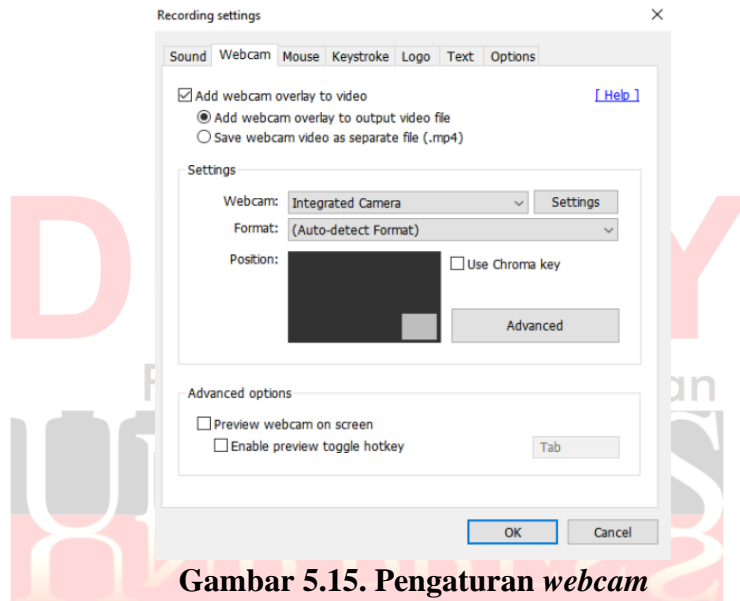 Recording settings
Sound Webcam Mouse Keystroke Logo Text Options
Add webcam overlay to video [ Help ]
Add webcam overlay to output video file
Save webcam video as separate file (.mp4)
Settings
Webcam: Integrated Camera Settings
Format: (Auto-detect Format)
Position: Use Chroma key
Advanced
Advanced options
Preview webcam on screen
Enable preview toggle hotkey Tab
OK Cancel
Gambar 5.15. Pengaturan webcam